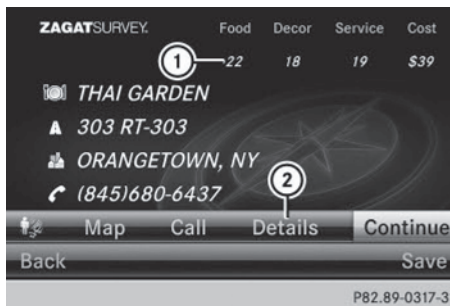 ZAGATSURVEY. Food Decor Service Cost
1 22 18 19 $39
THAI GARDEN
A 303 RT-303
ORANGETOWN, NY
(845)680-6437
2
Map Call Details Continue
Back Save
P82.89-0317-3